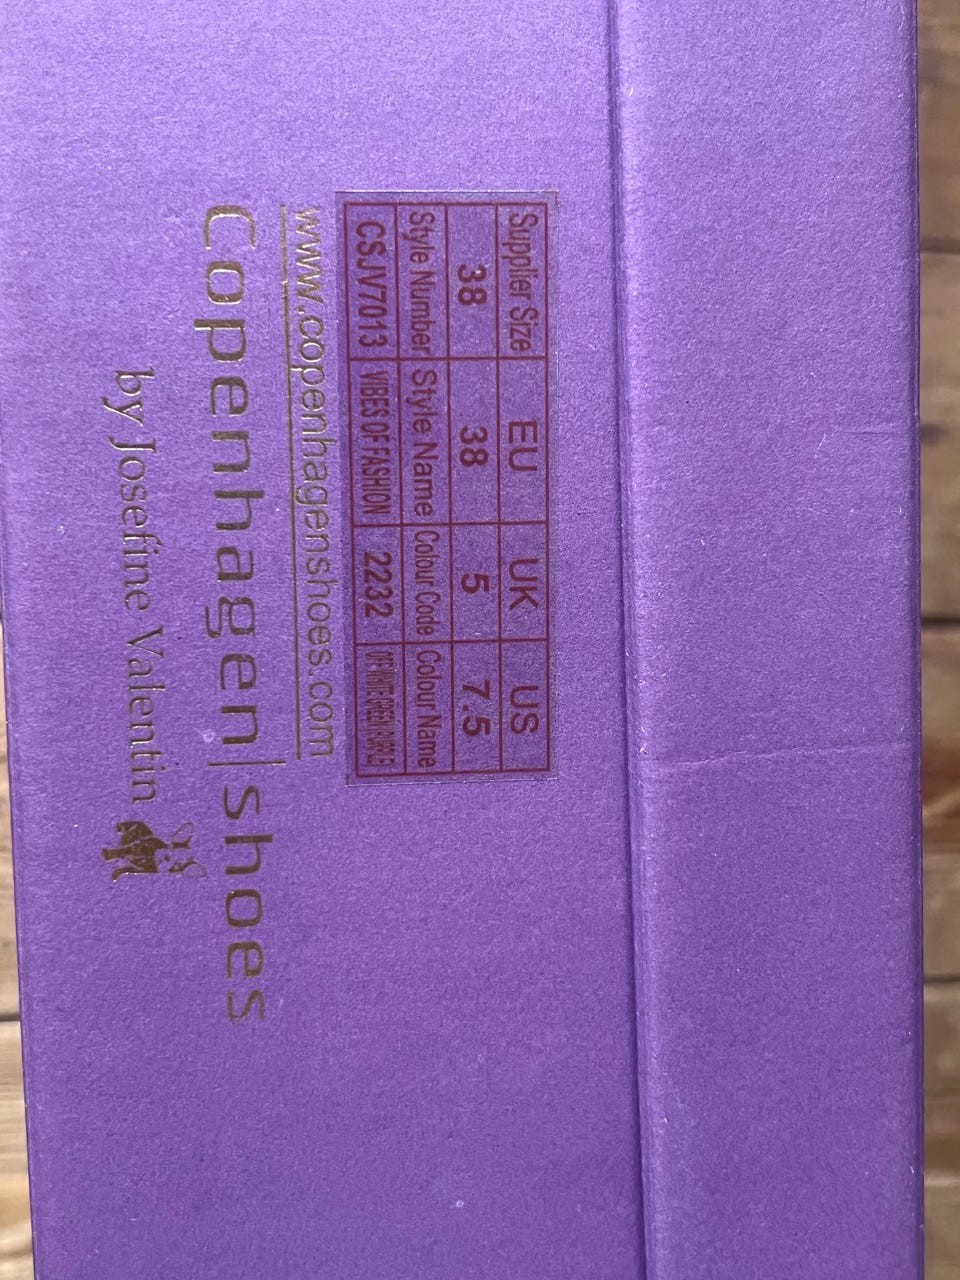 Supplier Size EU UK US
38 38 5 7.5
Style Number Style Name Colour Code Colour Name
CSJV7013 VIBES OF FASHION 2232
www.copenhagenshoes.com
Copenhagen|shoes
by Josefine Valentin